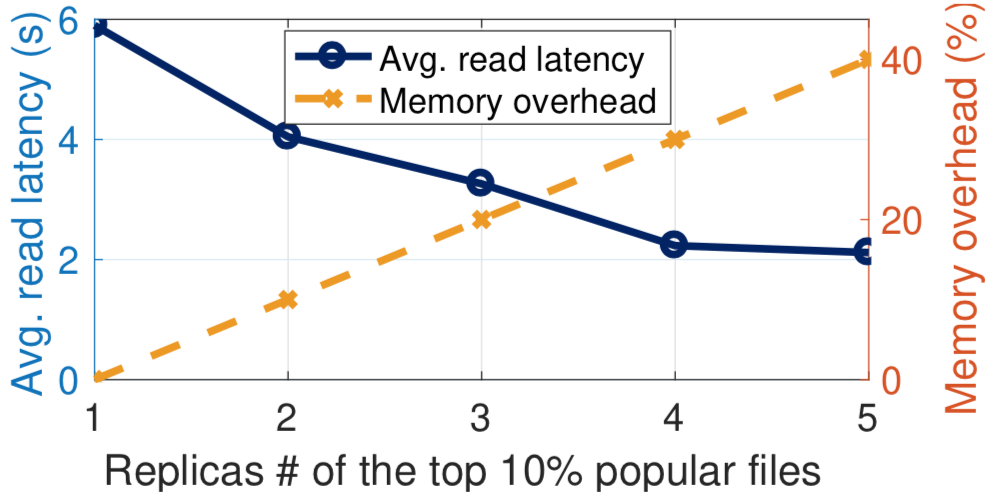 Avg. read latency (s)
6
4
2
0
Avg. read latency
Memory overhead
40
20
0
Memory overhead (%)
1 2 3 4 5
Replicas # of the top 10% popular files